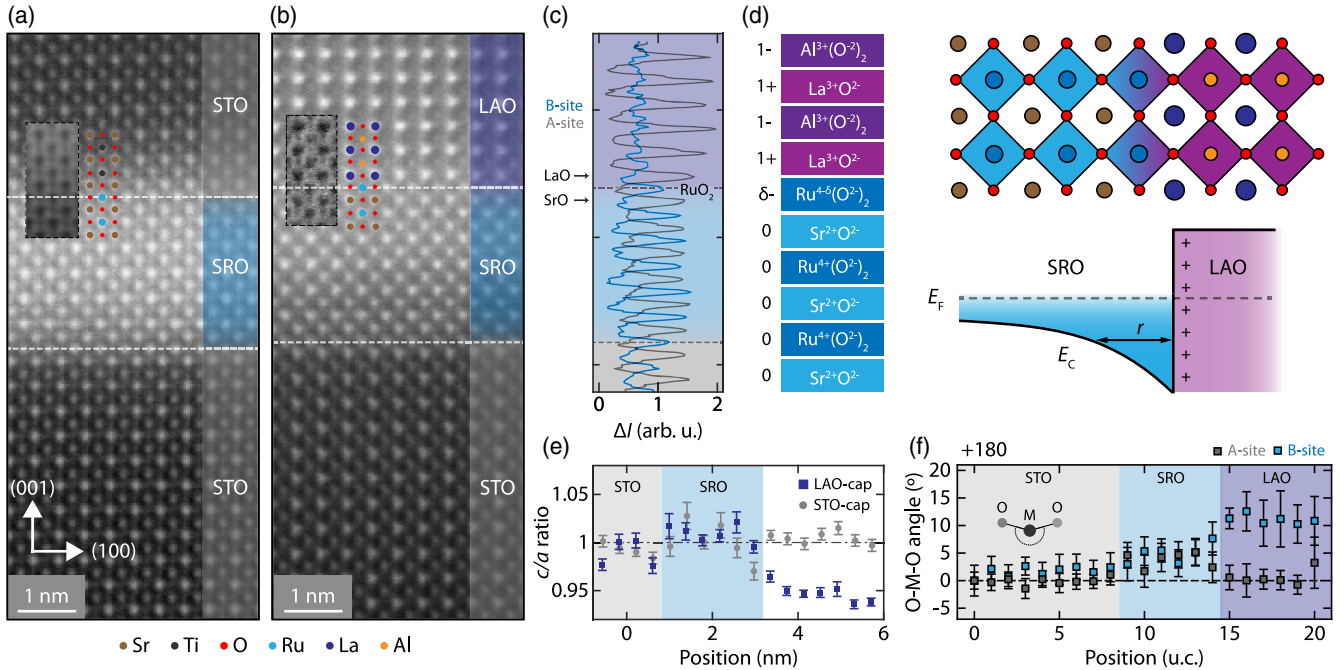 (a)
STO
SRO
STO
(001)
(100)
1 nm
(b)
LAO
SRO
STO
1 nm
Sr Ti O Ru La Al
(c)
B-site
A-site
LaO →
SrO →
RuO₂
0 1 2
ΔI (arb. u.)
(d)
1- Al³⁺(O⁻²)₂
1+ La³⁺O²⁻
1- Al³⁺(O⁻²)₂
1+ La³⁺O²⁻
δ- Ru⁴⁻ᵟ(O²⁻)₂
0 Sr²⁺O²⁻
0 Ru⁴⁺(O²⁻)₂
0 Sr²⁺O²⁻
0 Ru⁴⁺(O²⁻)₂
0 Sr²⁺O²⁻
SRO
LAO
E_F
E_C
r
+
+
+
+
+
+
+
+
(e)
STO
SRO
LAO-cap
STO-cap
1.05
1
0.95
c/a ratio
0 2 4 6
Position (nm)
(f)
+180
A-site B-site
STO
SRO
LAO
O M O
20
15
10
5
0
-5
O-M-O angle (º)
0 5 10 15 20
Position (u.c.)